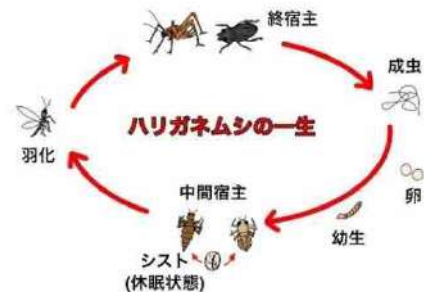 終宿主
成虫
ハリガネムシの一生
羽化
中間宿主
卵
幼生
シスト
(休眠状態)